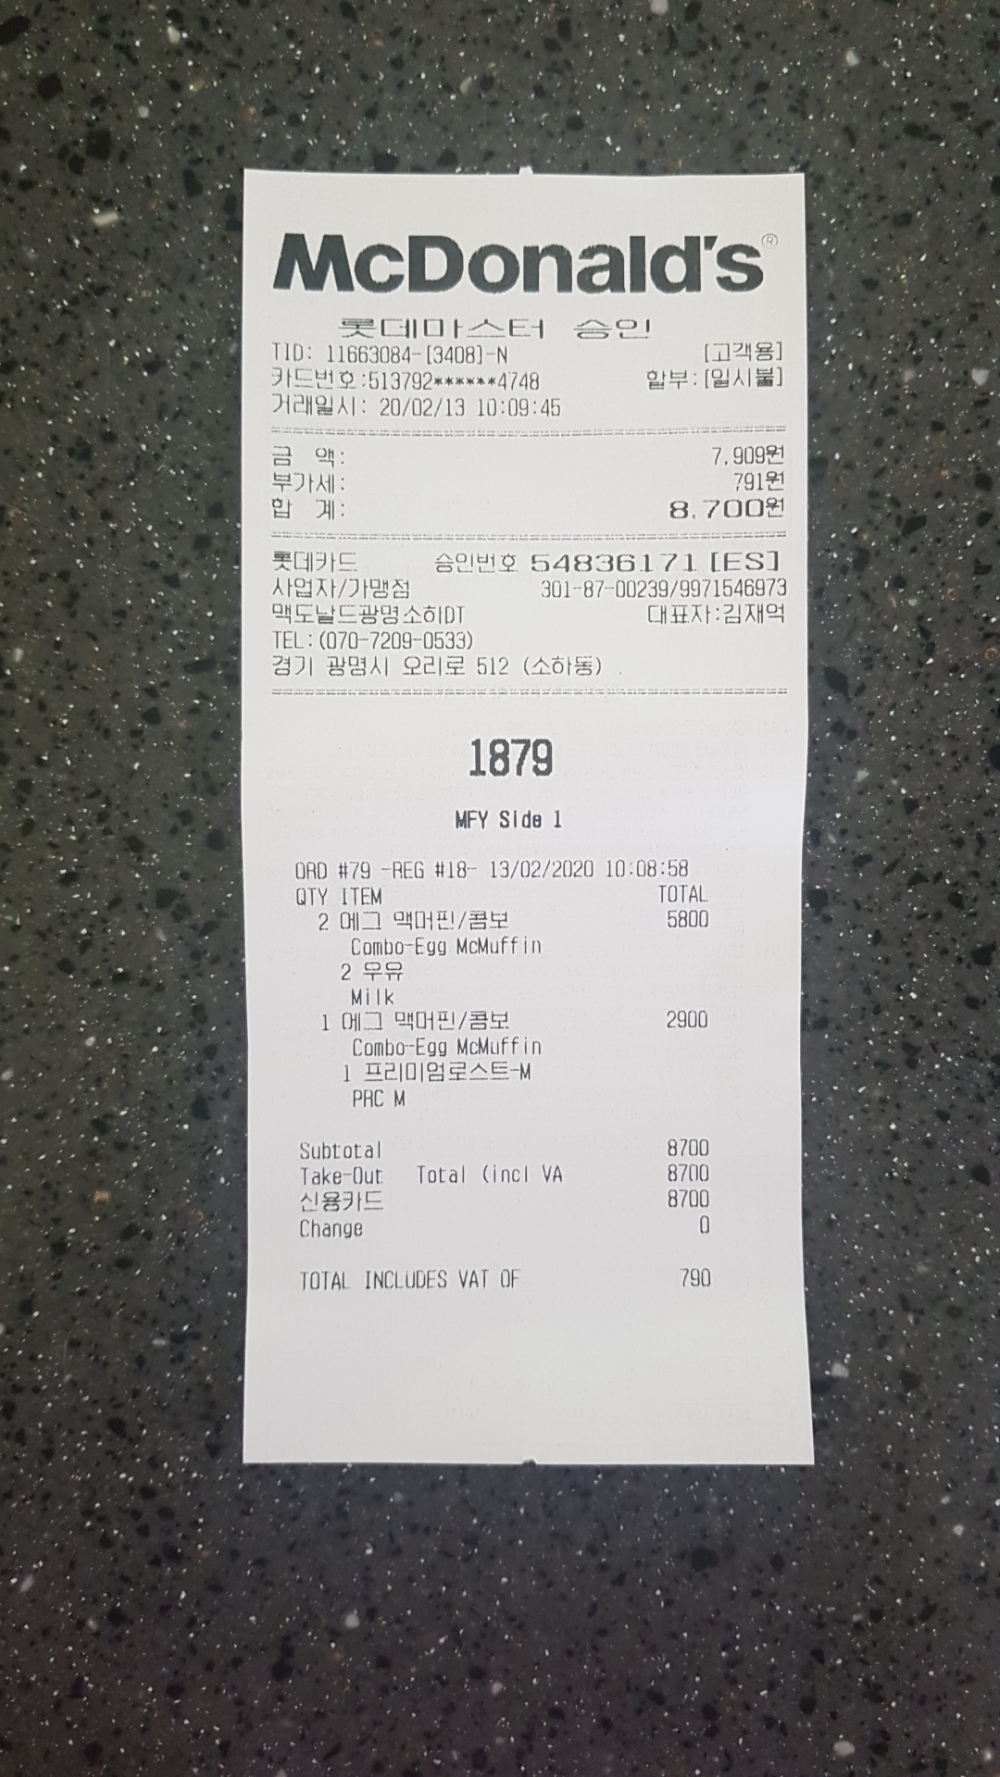 McDonald's®
롯데마스터 승인
TID: 11663084-[3408]-N [고객용]
카드번호:513792******4748 할부:[일시불]
거래일시: 20/02/13 10:09:45
금 액: 7,909원
부가세: 791원
합 계: 8,700원
롯데카드 승인번호 54836171 [ES]
사업자/가맹점 301-87-00239/9971546973
맥도날드광명소하DT 대표자:김재억
TEL:(070-7209-0533)
경기 광명시 오리로 512 (소하동)
1879
MFY Side 1
ORD #79 -REG #18- 13/02/2020 10:08:58
QTY ITEM TOTAL
2 에그 맥머핀/콤보 5800
Combo-Egg McMuffin
2 우유
Milk
1 에그 맥머핀/콤보 2900
Combo-Egg McMuffin
1 프리미엄로스트-M
PRC M
Subtotal 8700
Take-Out Total (incl VA 8700
신용카드 8700
Change 0
TOTAL INCLUDES VAT OF 790